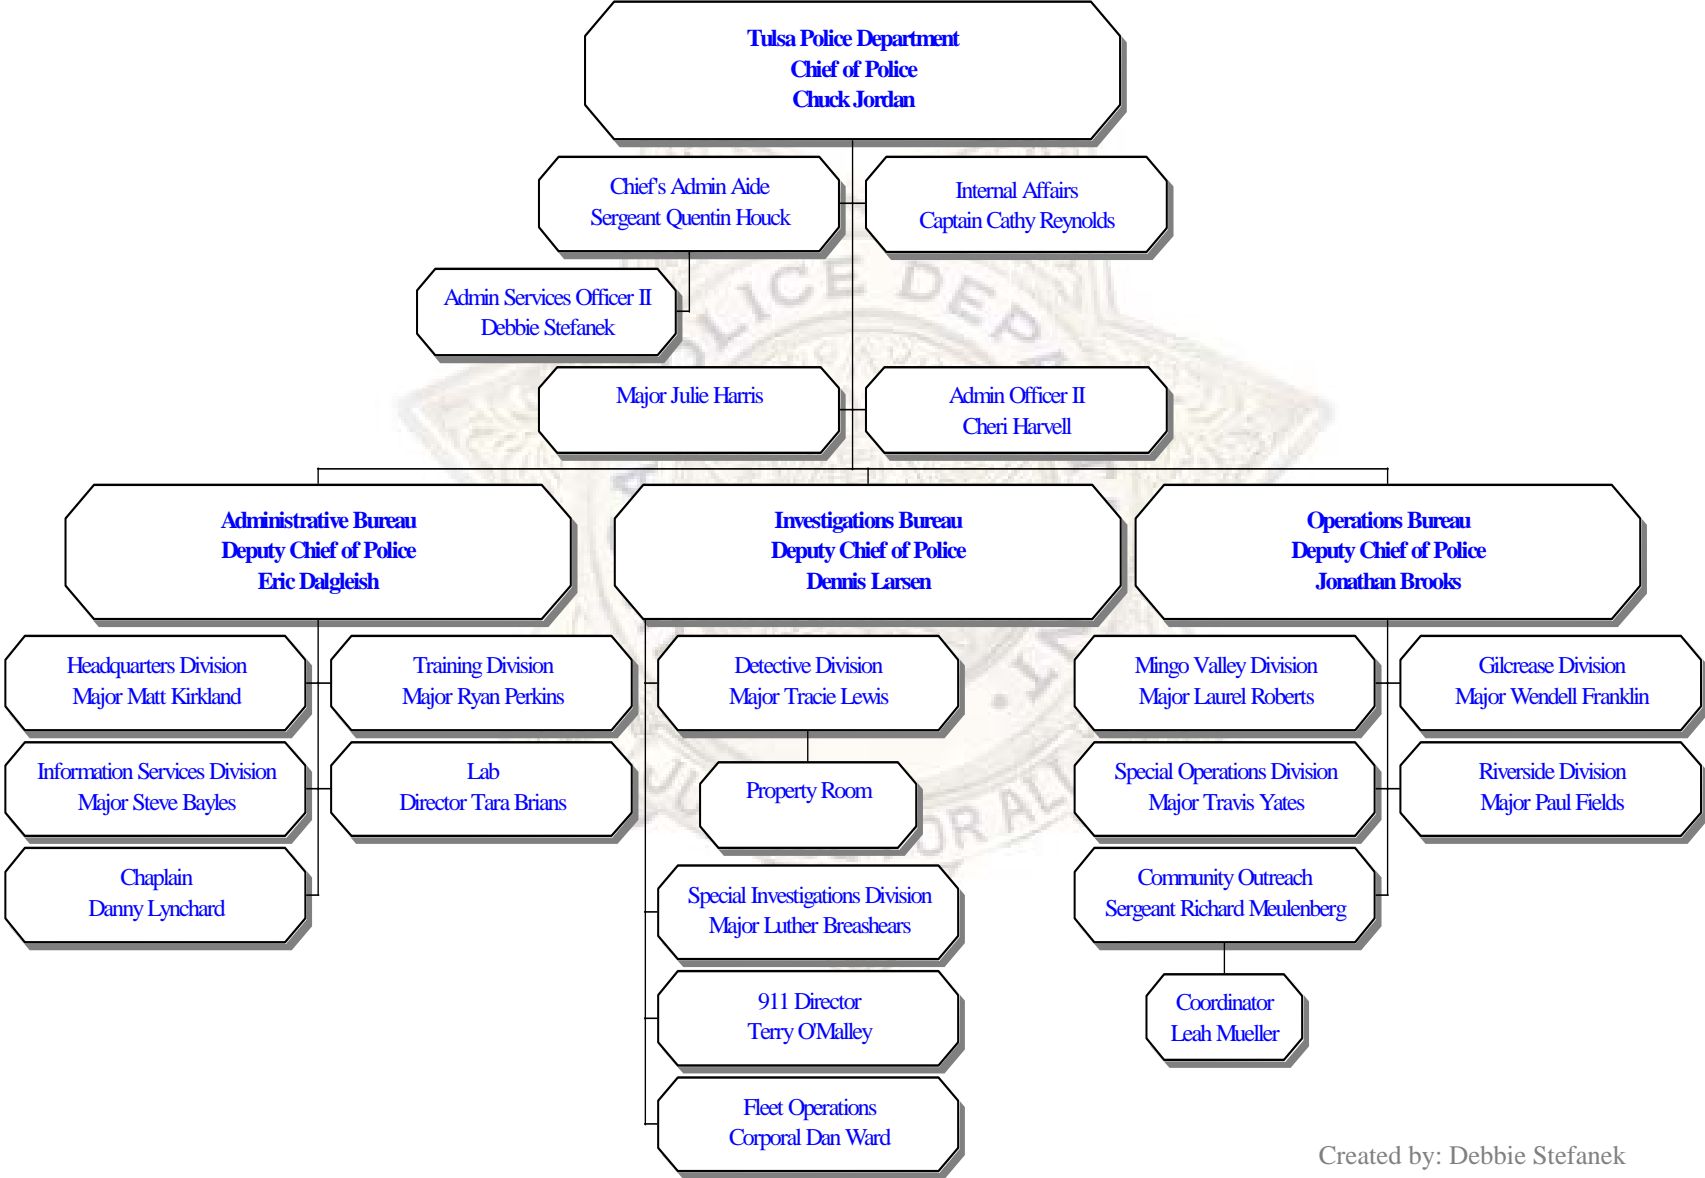 Tulsa Police Department
Chief of Police
Chuck Jordan
Chief's Admin Aide
Sergeant Quentin Houck
Internal Affairs
Captain Cathy Reynolds
Admin Services Officer II
Debbie Stefanek
Major Julie Harris
Admin Officer II
Cheri Harvell
Administrative Bureau
Deputy Chief of Police
Eric Dalgleish
Investigations Bureau
Deputy Chief of Police
Dennis Larsen
Operations Bureau
Deputy Chief of Police
Jonathan Brooks
Headquarters Division
Major Matt Kirkland
Training Division
Major Ryan Perkins
Information Services Division
Major Steve Bayles
Lab
Director Tara Brians
Chaplain
Danny Lynchard
Detective Division
Major Tracie Lewis
Property Room
Special Investigations Division
Major Luther Breashears
911 Director
Terry O'Malley
Fleet Operations
Corporal Dan Ward
Mingo Valley Division
Major Laurel Roberts
Gilcrease Division
Major Wendell Franklin
Special Operations Division
Major Travis Yates
Riverside Division
Major Paul Fields
Community Outreach
Sergeant Richard Meulenberg
Coordinator
Leah Mueller
Created by: Debbie Stefanek